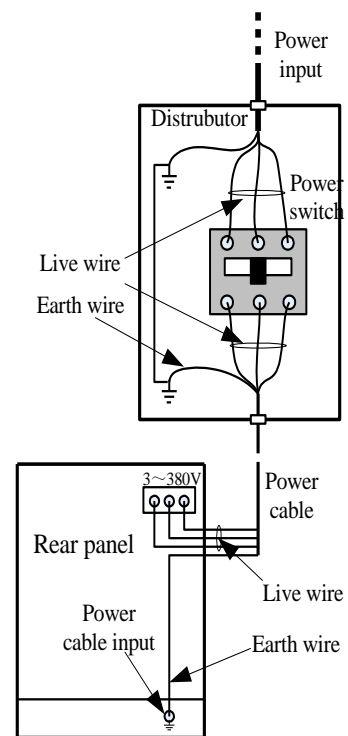 Power
input
Distrubutor
Power
switch
Live wire
Earth wire
3～380V
Power
cable
Rear panel
Live wire
Power
cable input
Earth wire